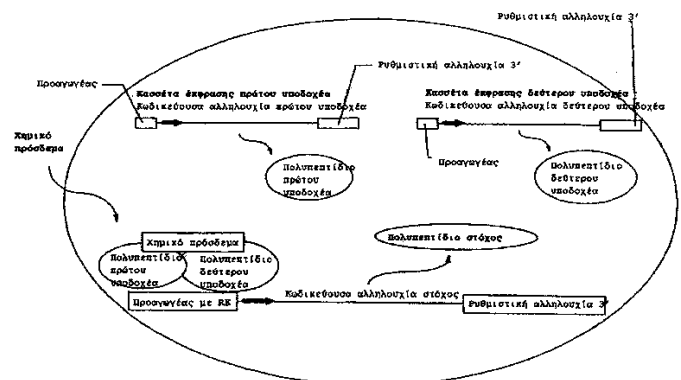 Ρυθμιστική αλληλουχία 3'
Προαγωγέας
Ρυθμιστική αλληλουχία 3'
Κασσέτα έκφρασης πρώτου υποδοχέα
Κωδικεύουσα αλληλουχία πρώτου υποδοχέα
Κασσέτα έκφρασης δεύτερου υποδοχέα
Κωδικεύουσα αλληλουχία δεύτερου υποδοχέα
Χημικό
πρόσδεμα
Πολυπεπτίδιο
πρώτου
υποδοχέα
Προαγωγέας
Πολυπεπτίδιο
δεύτερου
υποδοχέα
Χημικό πρόσδεμα
Πολυπεπτίδιο
πρώτου
υποδοχέα
Πολυπεπτίδιο
δεύτερου
υποδοχέα
Πολυπεπτίδιο στόχος
Προαγωγέας με RE
Κωδικεύουσα αλληλουχία στόχος
Ρυθμιστική αλληλουχία 3'